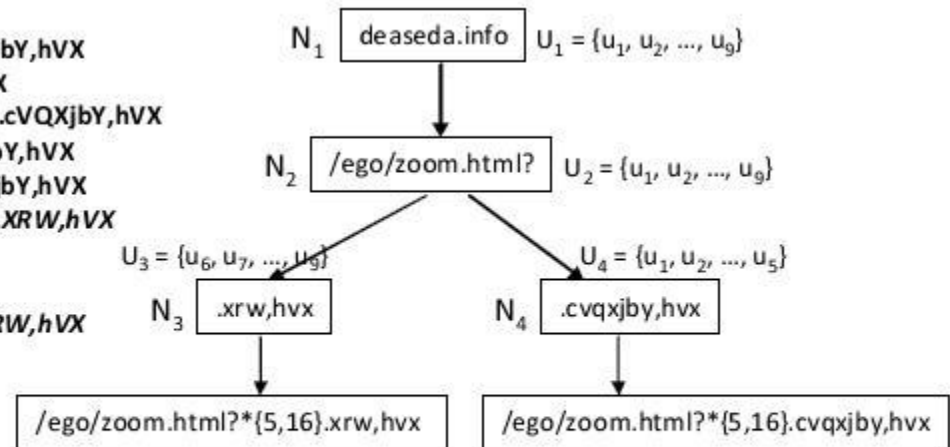 bY,hVX
X
.cVQXjbY,hVX
bY,hVX
jbY,hVX
XRW,hVX
RW,hVX
N1 deaseda.info U1 = {u1, u2, ..., u9}
N2 /ego/zoom.html? U2 = {u1, u2, ..., u9}
U3 = {u6, u7, ..., u9} U4 = {u1, u2, ..., u5}
N3 .xrw,hvx N4 .cvqxjby,hvx
/ego/zoom.html?*{5,16}.xrw,hvx /ego/zoom.html?*{5,16}.cvqxjby,hvx